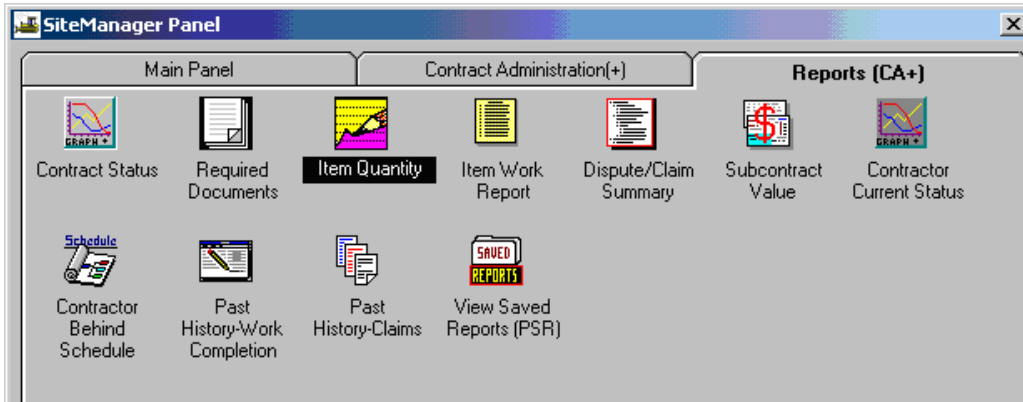 SiteManager Panel
Main Panel
Contract Administration(+)
Reports (CA+)
GRAPH +
Contract Status
Required
Documents
Item Quantity
Item Work
Report
Dispute/Claim
Summary
$
Subcontract
Value
GRAPH +
Contractor
Current Status
Schedule
Contractor
Behind
Schedule
Past
History-Work
Completion
Past
History-Claims
SAVED
REPORTS
View Saved
Reports (PSR)